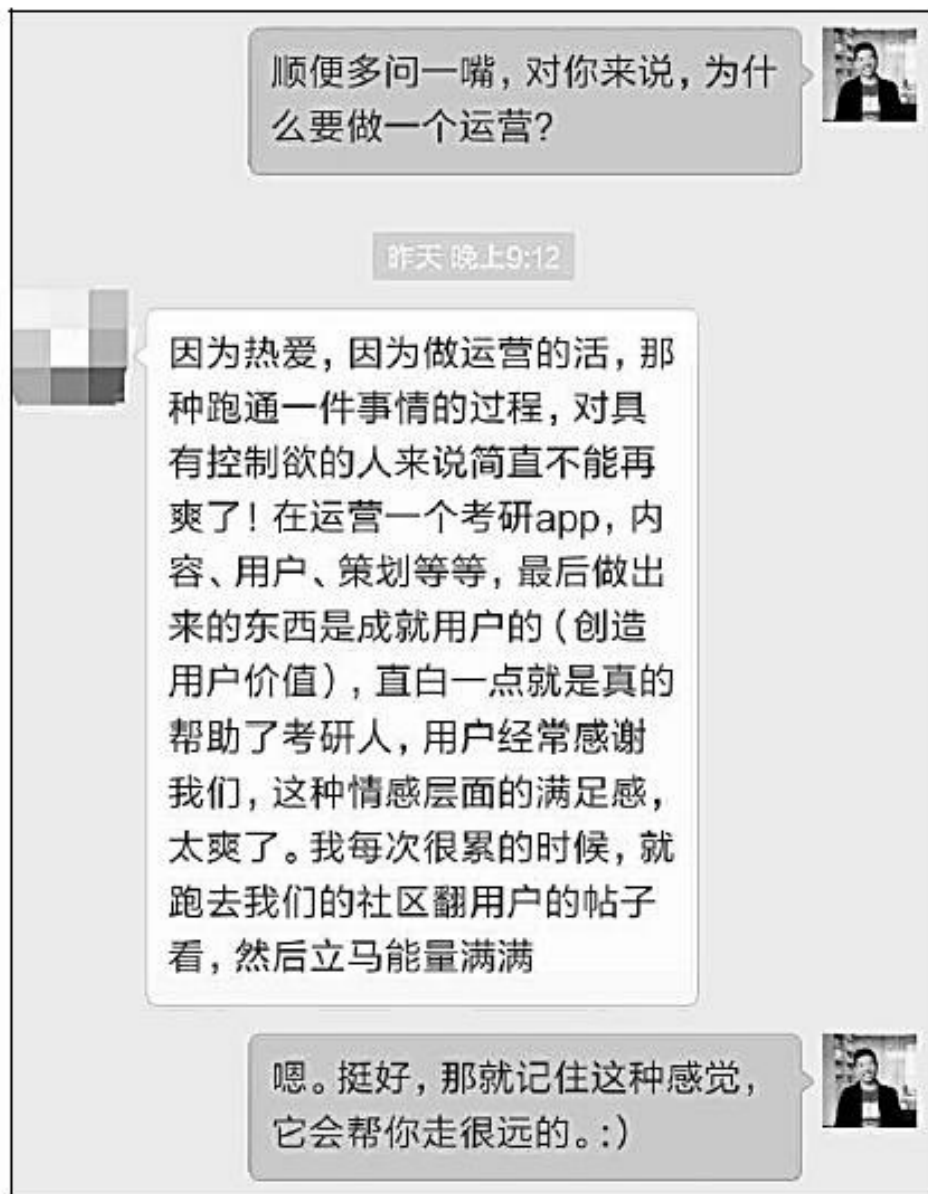 顺便多问一嘴，对你来说，为什
么要做一个运营？
昨天 晚上9:12
因为热爱，因为做运营的活，那
种跑通一件事情的过程，对具
有控制欲的人来说简直不能再
爽了！在运营一个考研app，内
容、用户、策划等等，最后做出
来的东西是成就用户的（创造
用户价值），直白一点就是真的
帮助了考研人，用户经常感谢
我们，这种情感层面的满足感，
太爽了。我每次很累的时候，就
跑去我们的社区翻用户的帖子
看，然后立马能量满满
嗯。挺好，那就记住这种感觉，
它会帮你走很远的。:）